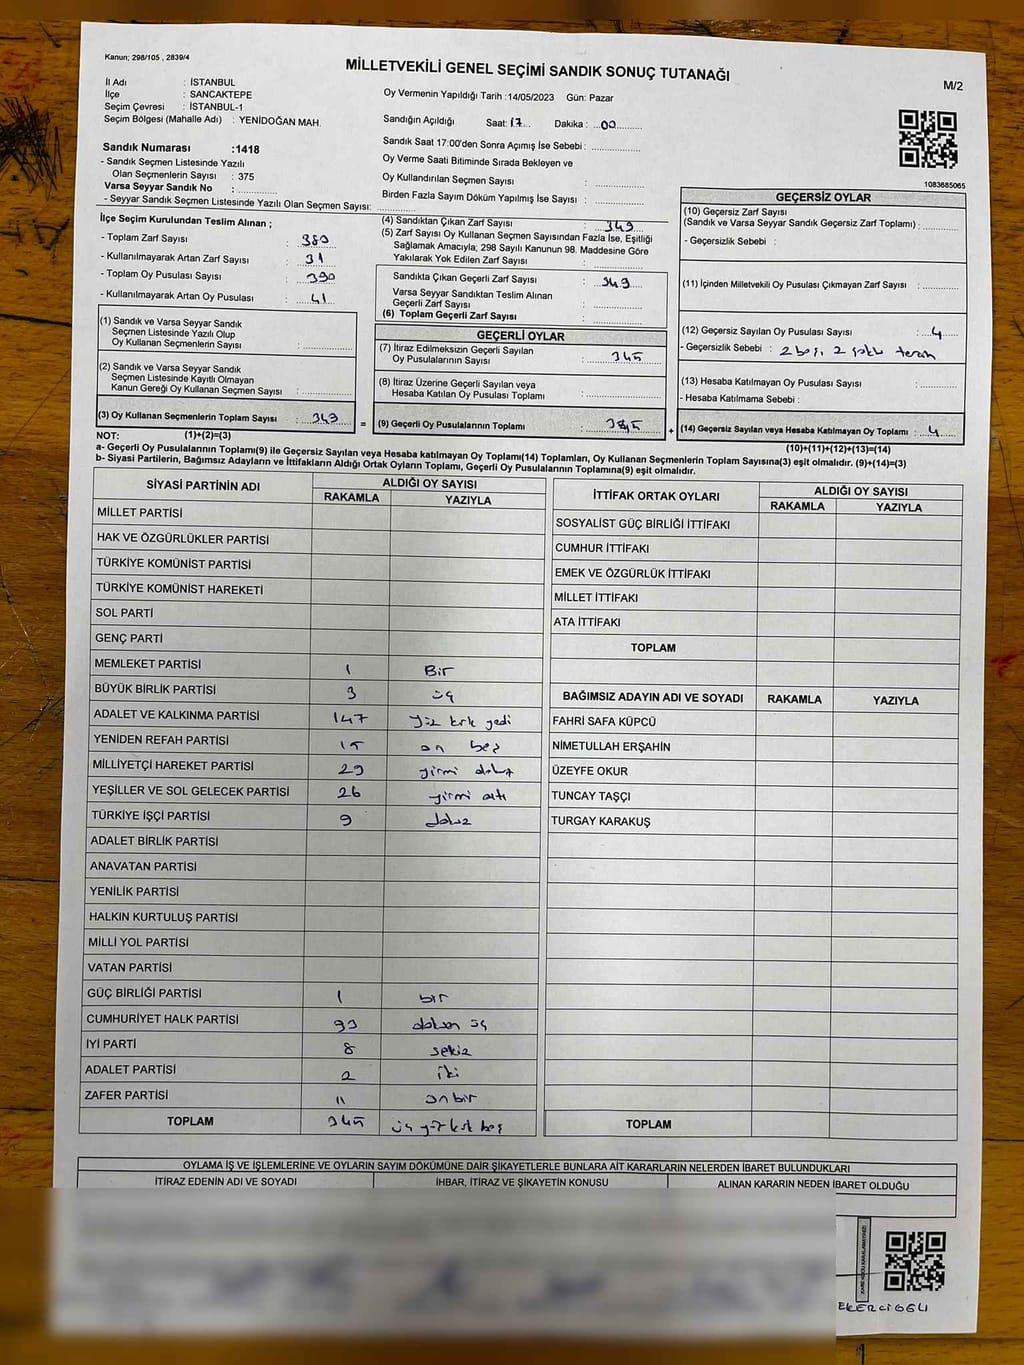 Kanun; 298/105 , 2839/4
MİLLETVEKİLİ GENEL SEÇİMİ SANDIK SONUÇ TUTANAĞI
M/2
İl Adı : İSTANBUL
İlçe : SANCAKTEPE
Seçim Çevresi : İSTANBUL-1
Seçim Bölgesi (Mahalle Adı) : YENİDOĞAN MAH.
Oy Vermenin Yapıldığı Tarih :14/05/2023 Gün: Pazar
Sandığın Açıldığı Saat: 17 Dakika : 00
Sandık Saat 17:00'den Sonra Açımış İse Sebebi :
Oy Verme Saati Bitiminde Sırada Bekleyen ve
Oy Kullandırılan Seçmen Sayısı :
Birden Fazla Sayım Döküm Yapılmış İse Sayısı :
1083685065
Sandık Numarası :1418
- Sandık Seçmen Listesinde Yazılı
Olan Seçmenlerin Sayısı : 375
Varsa Seyyar Sandık No :
- Seyyar Sandık Seçmen Listesinde Yazılı Olan Seçmen Sayısı:
İlçe Seçim Kurulundan Teslim Alınan ;
- Toplam Zarf Sayısı : 380
- Kullanılmayarak Artan Zarf Sayısı : 31
- Toplam Oy Pusulası Sayısı : 390
- Kullanılmayarak Artan Oy Pusulası : 41
(4) Sandıktan Çıkan Zarf Sayısı : 349
(5) Zarf Sayısı Oy Kullanan Seçmen Sayısından Fazla İse, Eşitliği
Sağlamak Amacıyla; 298 Sayılı Kanunun 98. Maddesine Göre
Yakılarak Yok Edilen Zarf Sayısı :
Sandıkta Çıkan Geçerli Zarf Sayısı : 349
Varsa Seyyar Sandıktan Teslim Alınan
Geçerli Zarf Sayısı :
(6) Toplam Geçerli Zarf Sayısı :
GEÇERSİZ OYLAR
(10) Geçersiz Zarf Sayısı
(Sandık ve Varsa Seyyar Sandık Geçersiz Zarf Toplamı) :
- Geçersizlik Sebebi :
(11) İçinden Milletvekili Oy Pusulası Çıkmayan Zarf Sayısı :
(12) Geçersiz Sayılan Oy Pusulası Sayısı : 4
- Geçersizlik Sebebi : 2 boş, 2
(13) Hesaba Katılmayan Oy Pusulası Sayısı :
- Hesaba Katılmama Sebebi :
(14) Geçersiz Sayılan veya Hesaba Katılmayan Oy Toplamı : 4
(10)+(11)+(12)+(13)=(14)
(1) Sandık ve Varsa Seyyar Sandık
Seçmen Listesinde Yazılı Olup
Oy Kullanan Seçmenlerin Sayısı :
(2) Sandık ve Varsa Seyyar Sandık
Seçmen Listesinde Kayıtlı Olmayan
Kanun Gereği Oy Kullanan Seçmen Sayısı :
(3) Oy Kullanan Seçmenlerin Toplam Sayısı : 349 =
(1)+(2)=(3)
GEÇERLİ OYLAR
(7) İtiraz Edilmeksizin Geçerli Sayılan
Oy Pusulalarının Sayısı : 345
(8) İtiraz Üzerine Geçerli Sayılan veya
Hesaba Katılan Oy Pusulası Toplamı :
(9) Geçerli Oy Pusulalarının Toplamı : 345 +
NOT:
a- Geçerli Oy Pusulalarının Toplamı(9) ile Geçersiz Sayılan veya Hesaba katılmayan Oy Toplamı(14) Toplamları, Oy Kullanan Seçmenlerin Toplam Sayısına(3) eşit olmalıdır. (9)+(14)=(3)
b- Siyasi Partilerin, Bağımsız Adayların ve İttifakların Aldığı Ortak Oyların Toplamı, Geçerli Oy Pusulalarının Toplamına(9) eşit olmalıdır.
SİYASİ PARTİNİN ADI ALDIĞI OY SAYISI
RAKAMLA YAZIYLA
MİLLET PARTİSİ
HAK VE ÖZGÜRLÜKLER PARTİSİ
TÜRKİYE KOMÜNİST PARTİSİ
TÜRKİYE KOMÜNİST HAREKETİ
SOL PARTİ
GENÇ PARTİ
MEMLEKET PARTİSİ 1 Bir
BÜYÜK BİRLİK PARTİSİ 3 üç
ADALET VE KALKINMA PARTİSİ 147 yüz kırk yedi
YENİDEN REFAH PARTİSİ 15 on beş
MİLLİYETÇİ HAREKET PARTİSİ 29 yirmi dokuz
YEŞİLLER VE SOL GELECEK PARTİSİ 26 yirmi altı
TÜRKİYE İŞÇİ PARTİSİ 9 dokuz
ADALET BİRLİK PARTİSİ
ANAVATAN PARTİSİ
YENİLİK PARTİSİ
HALKIN KURTULUŞ PARTİSİ
MİLLİ YOL PARTİSİ
VATAN PARTİSİ
GÜÇ BİRLİĞİ PARTİSİ 1 bir
CUMHURİYET HALK PARTİSİ 93 doksan üç
İYİ PARTİ 8 sekiz
ADALET PARTİSİ 2 iki
ZAFER PARTİSİ 11 onbir
TOPLAM 345 üç yüz kırk beş
İTTİFAK ORTAK OYLARI ALDIĞI OY SAYISI
RAKAMLA YAZIYLA
SOSYALİST GÜÇ BİRLİĞİ İTTİFAKI
CUMHUR İTTİFAKI
EMEK VE ÖZGÜRLÜK İTTİFAKI
MİLLET İTTİFAKI
ATA İTTİFAKI
TOPLAM
BAĞIMSIZ ADAYIN ADI VE SOYADI RAKAMLA YAZIYLA
FAHRİ SAFA KÜPCÜ
NİMETULLAH ERŞAHİN
ÜZEYFE OKUR
TUNCAY TAŞÇI
TURGAY KARAKUŞ
TOPLAM
OYLAMA İŞ VE İŞLEMLERİNE VE OYLARIN SAYIM DÖKÜMÜNE DAİR ŞİKAYETLERLE BUNLARA AİT KARARLARIN NELERDEN İBARET BULUNDUKLARI
İTİRAZ EDENİN ADI VE SOYADI İHBAR, İTİRAZ VE ŞİKAYETİN KONUSU ALINAN KARARIN NEDEN İBARET OLDUĞU
KARE KODU KARALAMAYINIZ!